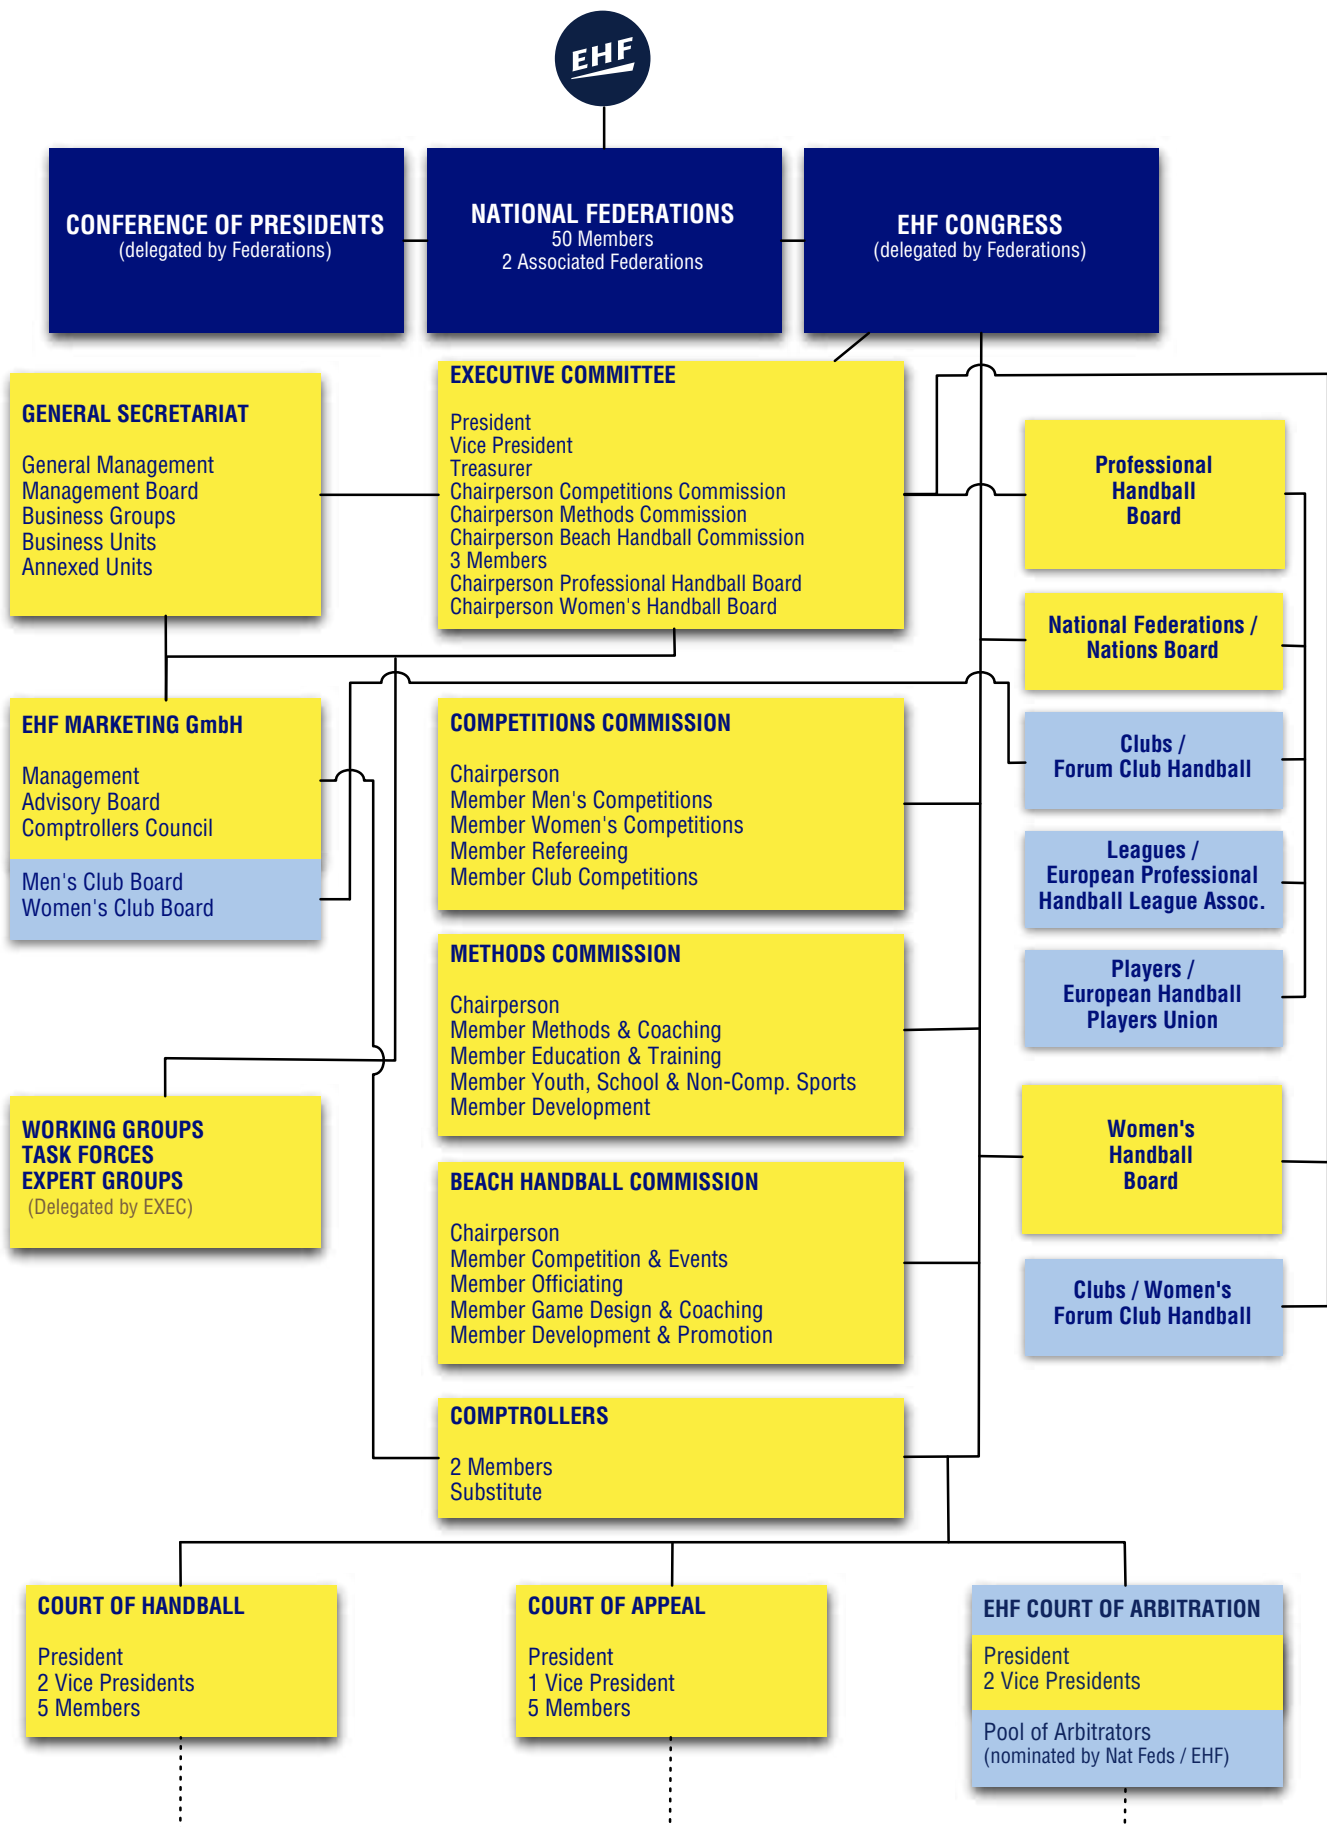 EHF
CONFERENCE OF PRESIDENTS
(delegated by Federations)
NATIONAL FEDERATIONS
50 Members
2 Associated Federations
EHF CONGRESS
(delegated by Federations)
GENERAL SECRETARIAT
General Management
Management Board
Business Groups
Business Units
Annexed Units
EXECUTIVE COMMITTEE
President
Vice President
Treasurer
Chairperson Competitions Commission
Chairperson Methods Commission
Chairperson Beach Handball Commission
3 Members
Chairperson Professional Handball Board
Chairperson Women's Handball Board
Professional
Handball
Board
National Federations /
Nations Board
Clubs /
Forum Club Handball
Leagues /
European Professional
Handball League Assoc.
Players /
European Handball
Players Union
Women's
Handball
Board
Clubs / Women's
Forum Club Handball
EHF MARKETING GmbH
Management
Advisory Board
Comptrollers Council
Men's Club Board
Women's Club Board
COMPETITIONS COMMISSION
Chairperson
Member Men's Competitions
Member Women's Competitions
Member Refereeing
Member Club Competitions
METHODS COMMISSION
Chairperson
Member Methods & Coaching
Member Education & Training
Member Youth, School & Non-Comp. Sports
Member Development
WORKING GROUPS
TASK FORCES
EXPERT GROUPS
(Delegated by EXEC)
BEACH HANDBALL COMMISSION
Chairperson
Member Competition & Events
Member Officiating
Member Game Design & Coaching
Member Development & Promotion
COMPTROLLERS
2 Members
Substitute
COURT OF HANDBALL
President
2 Vice Presidents
5 Members
COURT OF APPEAL
President
1 Vice President
5 Members
EHF COURT OF ARBITRATION
President
2 Vice Presidents
Pool of Arbitrators
(nominated by Nat Feds / EHF)